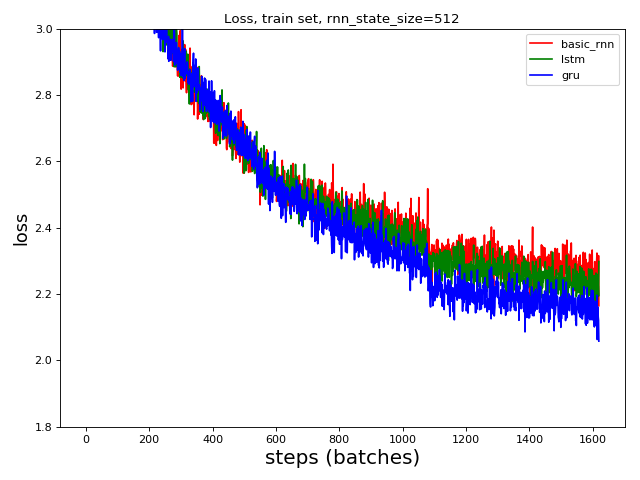 Loss, train set, rnn_state_size=512
basic_rnn
lstm
gru
loss
3.0
2.8
2.6
2.4
2.2
2.0
1.8
0 200 400 600 800 1000 1200 1400 1600
steps (batches)